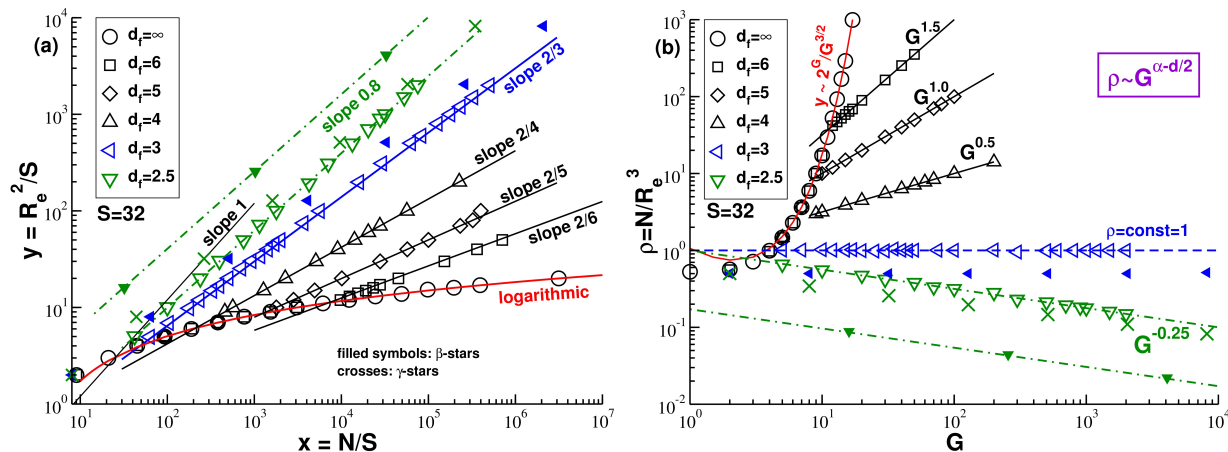 (a)
d_f=∞
d_f=6
d_f=5
d_f=4
d_f=3
d_f=2.5
S=32
slope 1
slope 0.8
slope 2/3
slope 2/4
slope 2/5
slope 2/6
logarithmic
filled symbols: β-stars
crosses: γ-stars
y = R_e^2/S
10^4
10^3
10^2
10^1
10^0
10^1 10^2 10^3 10^4 10^5 10^6 10^7
x = N/S
(b)
d_f=∞
d_f=6
d_f=5
d_f=4
d_f=3
d_f=2.5
S=32
y ~ 2^G/G^{3/2}
G^{1.5}
G^{1.0}
G^{0.5}
ρ~G^{α-d/2}
ρ=const=1
G^{-0.25}
ρ=N/R_e^3
10^3
10^2
10^1
10^0
10^{-1}
10^{-2}
10^0 10^1 10^2 10^3 10^4
G